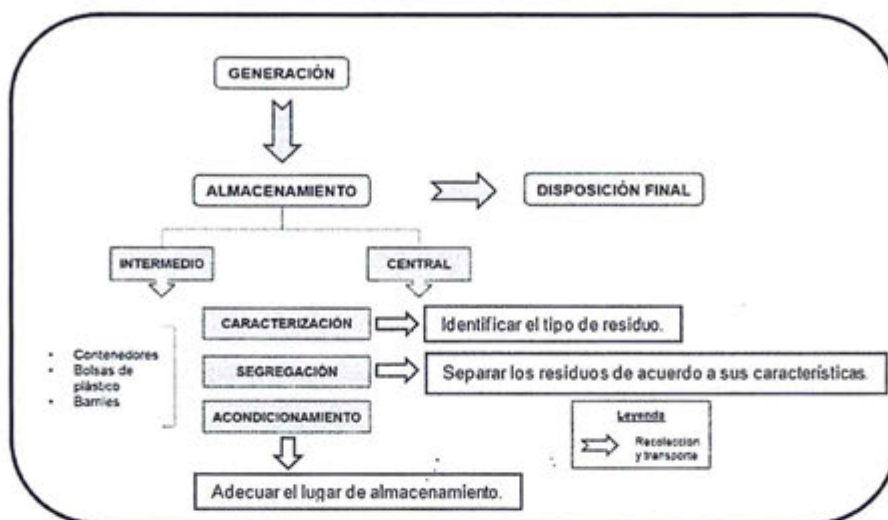 GENERACIÓN
ALMACENAMIENTO
DISPOSICIÓN FINAL
INTERMEDIO
CENTRAL
CARACTERIZACIÓN
Identificar el tipo de residuo.
• Contenedores
• Bolsas de
plástico
• Barriles
SEGREGACIÓN
Separar los residuos de acuerdo a sus características.
ACONDICIONAMIENTO
Leyenda
Recoleccion
y transporte
Adecuar el lugar de almacenamiento.